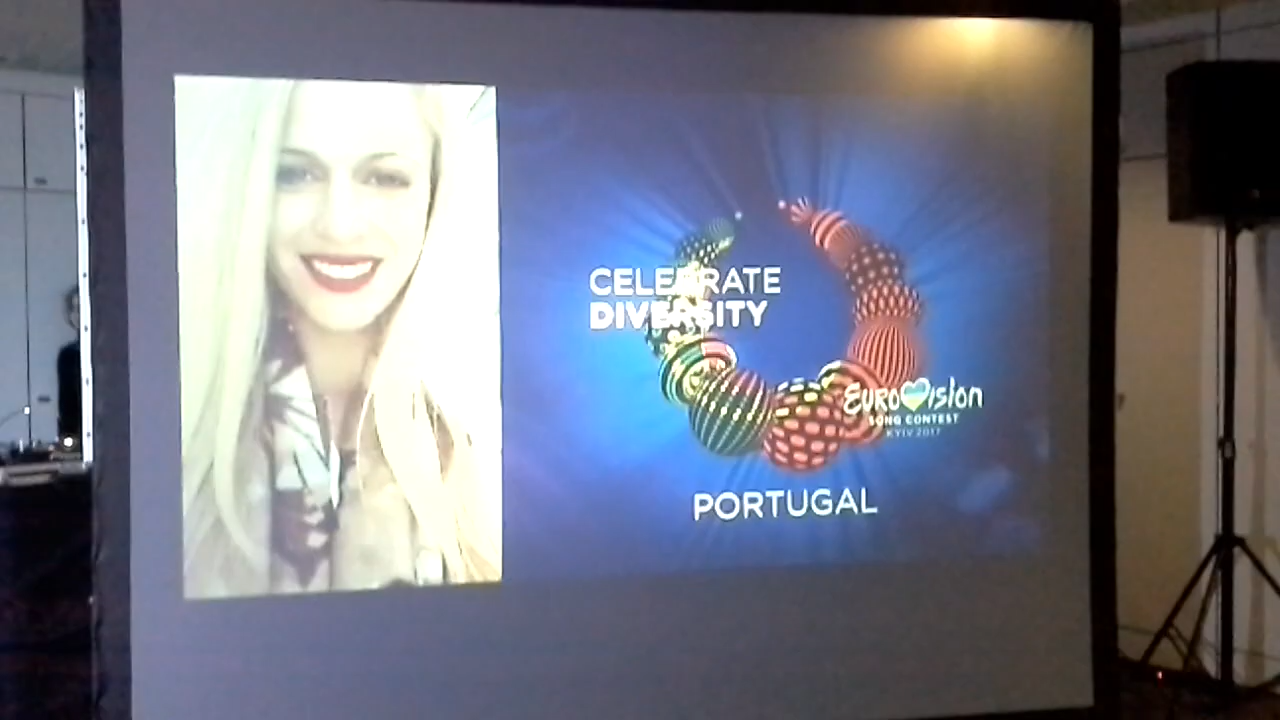 CELEBRATE
DIVERSITY
EUROVISION
SONG CONTEST
KYIV 2017
PORTUGAL